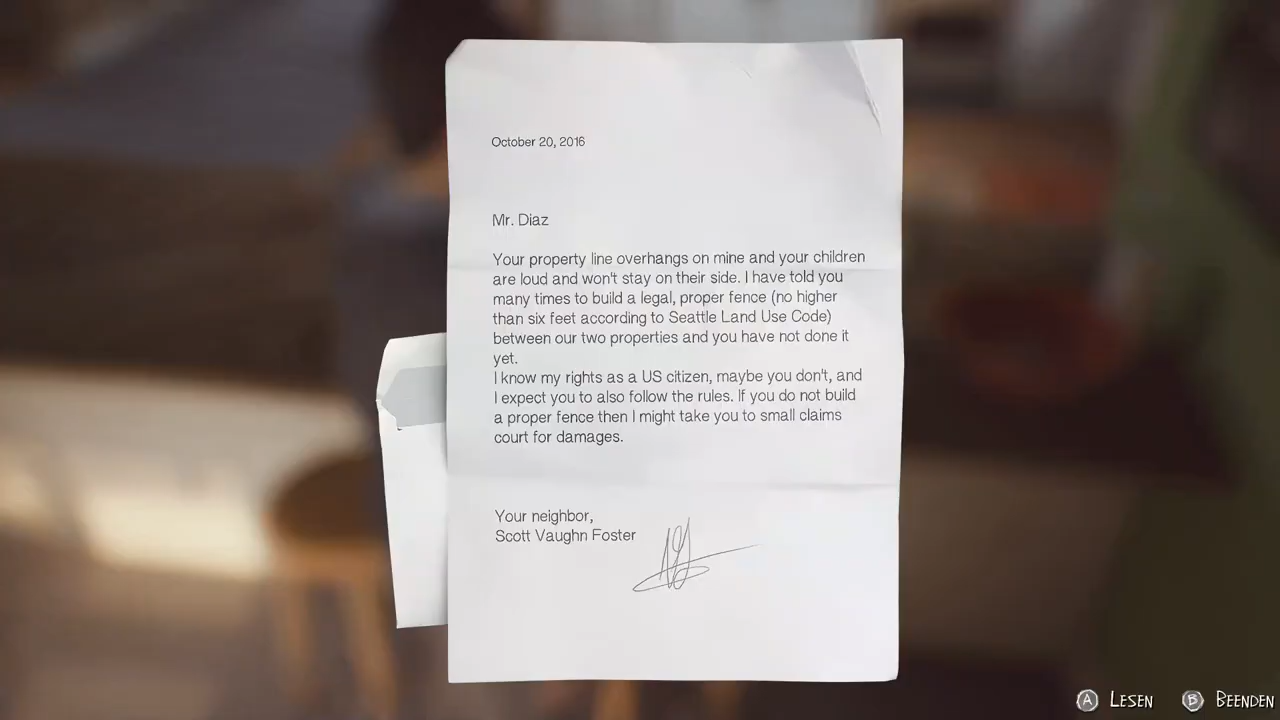 October 20, 2016
Mr. Diaz
Your property line overhangs on mine and your children
are loud and won't stay on their side. I have told you
many times to build a legal, proper fence (no higher
than six feet according to Seattle Land Use Code)
between our two properties and you have not done it
yet.
I know my rights as a US citizen, maybe you don't, and
I expect you to also follow the rules. If you do not build
a proper fence then I might take you to small claims
court for damages.
Your neighbor,
Scott Vaughn Foster
A LESEN B BEENDEN